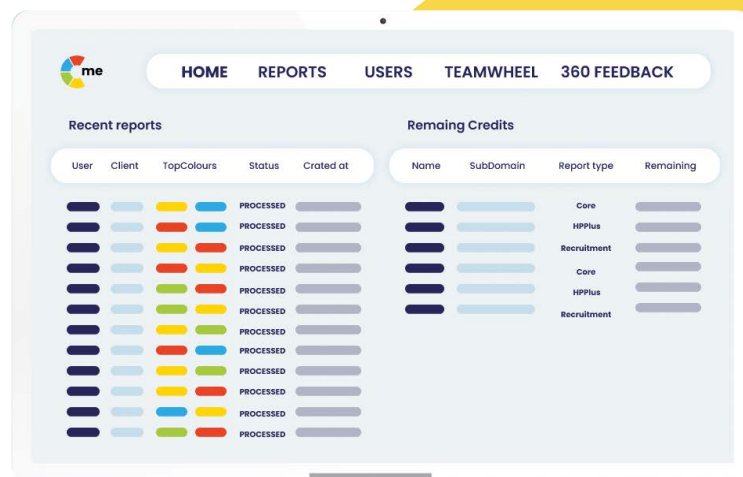 me
HOME REPORTS USERS TEAMWHEEL 360 FEEDBACK
Recent reports
User Client TopColours Status Crated at
PROCESSED
PROCESSED
PROCESSED
PROCESSED
PROCESSED
PROCESSED
PROCESSED
PROCESSED
PROCESSED
PROCESSED
PROCESSED
PROCESSED
Remaing Credits
Name SubDomain Report type Remaining
Core
HPPlus
Recruitment
Core
HPPlus
Recruitment